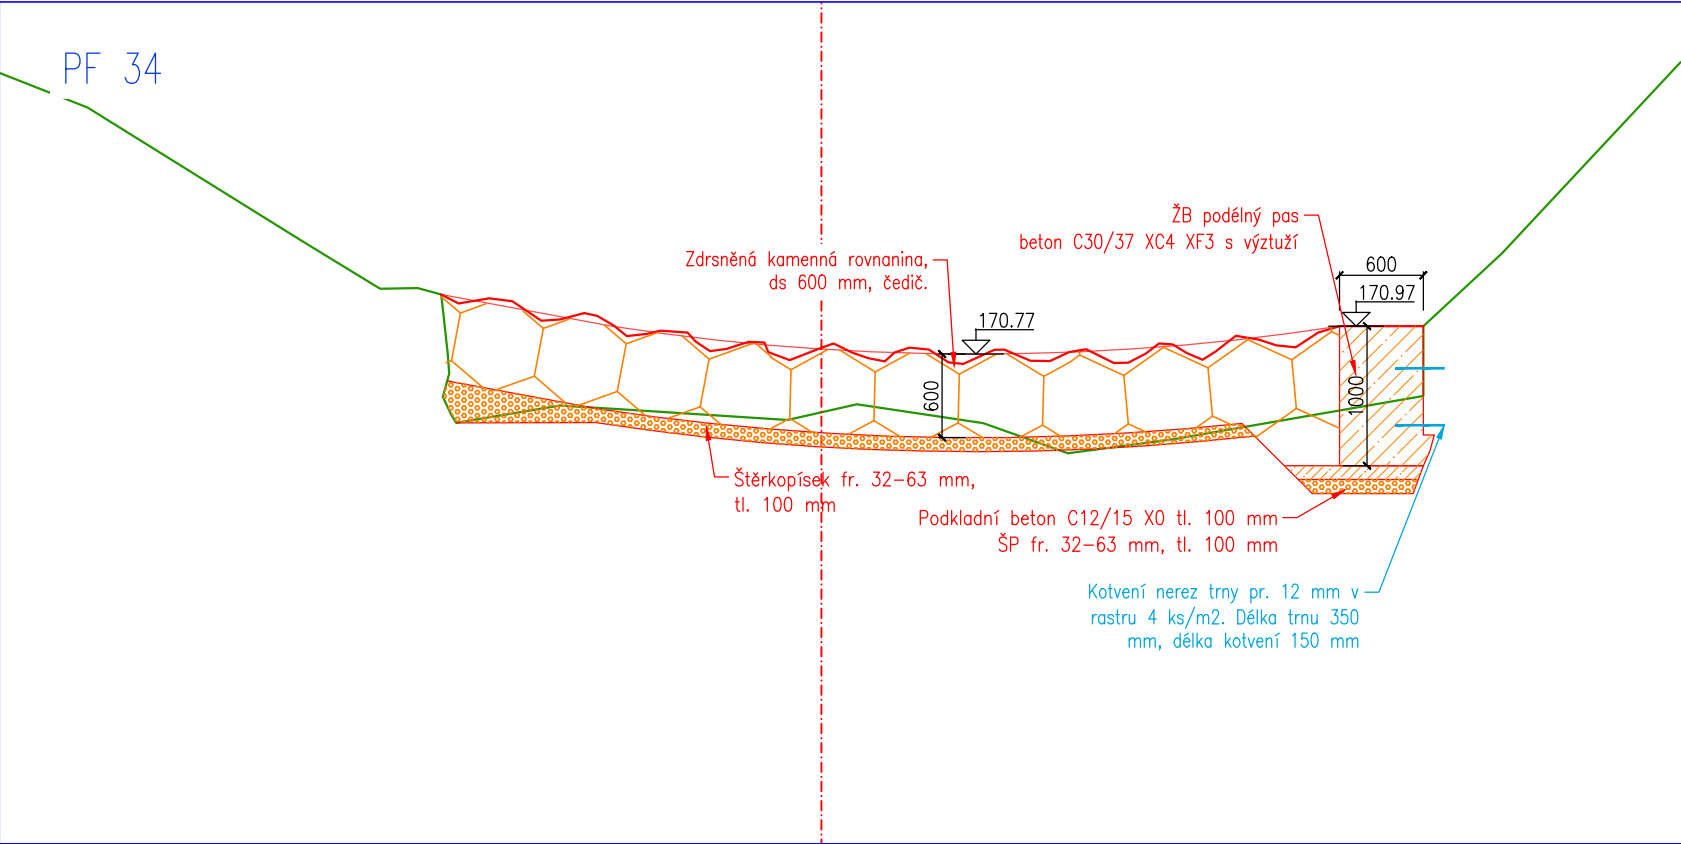 PF 34
ŽB podélný pas
beton C30/37 XC4 XF3 s výztuží
Zdrsněná kamenná rovnanina,
ds 600 mm, čedič.
600
170.97
170.77
600
1000
Štěrkopísek fr. 32-63 mm,
tl. 100 mm
Podkladní beton C12/15 X0 tl. 100 mm
ŠP fr. 32-63 mm, tl. 100 mm
Kotvení nerez trny pr. 12 mm v
rastru 4 ks/m2. Délka trnu 350
mm, délka kotvení 150 mm